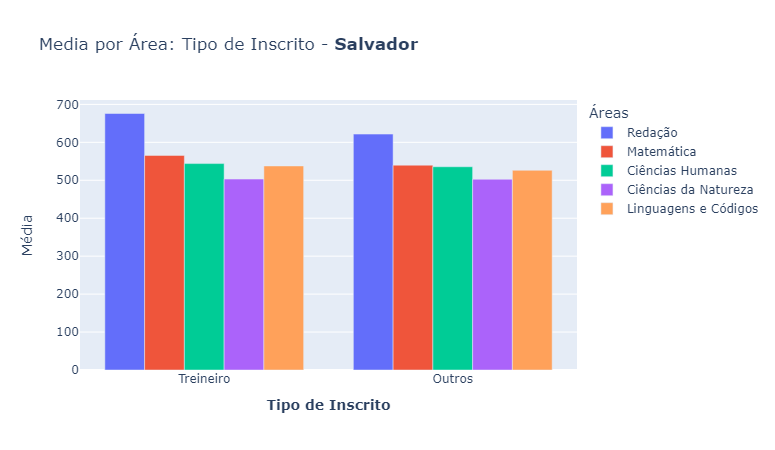 Media por Área: Tipo de Inscrito - Salvador
Áreas
Redação
Matemática
Ciências Humanas
Ciências da Natureza
Linguagens e Códigos
Média
700
600
500
400
300
200
100
0
Treineiro
Outros
Tipo de Inscrito